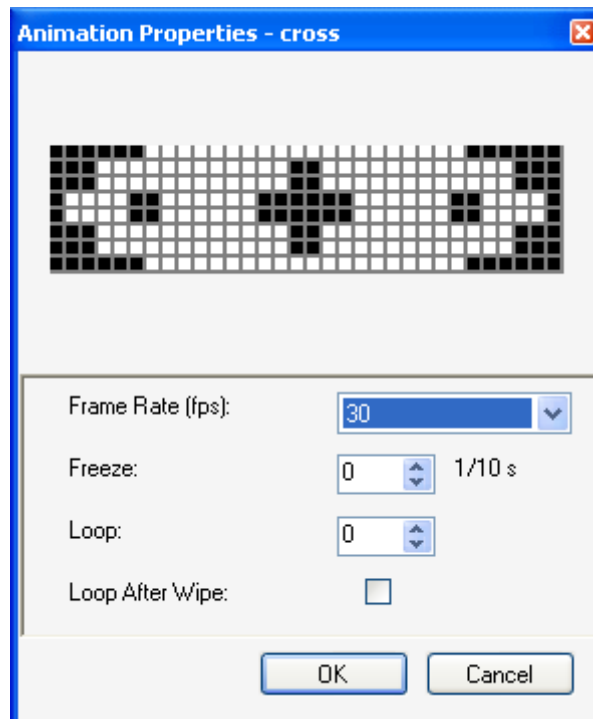 Animation Properties - cross
Frame Rate (fps): 30
Freeze: 0 1/10 s
Loop: 0
Loop After Wipe:
OK Cancel